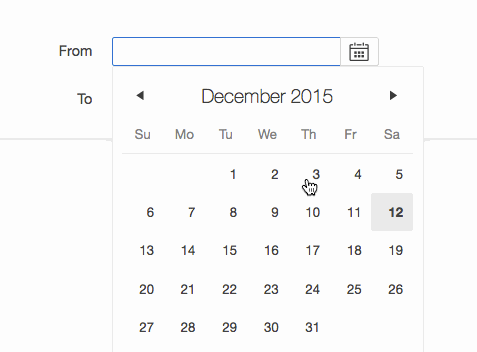 From
To
December 2015
Su Mo Tu We Th Fr Sa
1 2 3 4 5
6 7 8 9 10 11 12
13 14 15 16 17 18 19
20 21 22 23 24 25 26
27 28 29 30 31